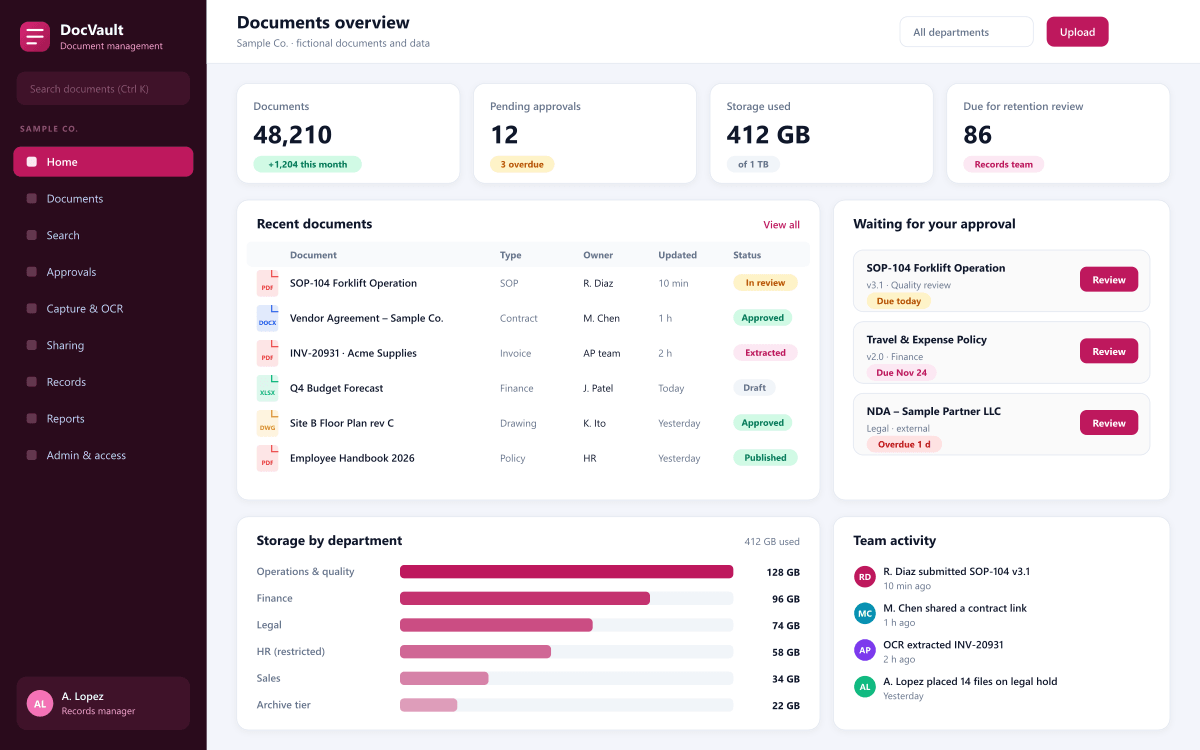 DocVault
Document management
Search documents (Ctrl K)
SAMPLE CO.
Home
Documents
Search
Approvals
Capture & OCR
Sharing
Records
Reports
Admin & access
AL
A. Lopez
Records manager
Documents overview
Sample Co. · fictional documents and data
All departments
Upload
Documents
48,210
+1,204 this month
Pending approvals
12
3 overdue
Storage used
412 GB
of 1 TB
Due for retention review
86
Records team
Recent documents
View all
Document Type Owner Updated Status
PDF SOP-104 Forklift Operation SOP R. Diaz 10 min In review
DOCX Vendor Agreement – Sample Co. Contract M. Chen 1 h Approved
PDF INV-20931 · Acme Supplies Invoice AP team 2 h Extracted
XLSX Q4 Budget Forecast Finance J. Patel Today Draft
DWG Site B Floor Plan rev C Drawing K. Ito Yesterday Approved
PDF Employee Handbook 2026 Policy HR Yesterday Published
Waiting for your approval
SOP-104 Forklift Operation
v3.1 · Quality review
Due today
Review
Travel & Expense Policy
v2.0 · Finance
Due Nov 24
Review
NDA – Sample Partner LLC
Legal · external
Overdue 1 d
Review
Storage by department
412 GB used
Operations & quality 128 GB
Finance 96 GB
Legal 74 GB
HR (restricted) 58 GB
Sales 34 GB
Archive tier 22 GB
Team activity
RD R. Diaz submitted SOP-104 v3.1
10 min ago
MC M. Chen shared a contract link
1 h ago
AP OCR extracted INV-20931
2 h ago
AL A. Lopez placed 14 files on legal hold
Yesterday